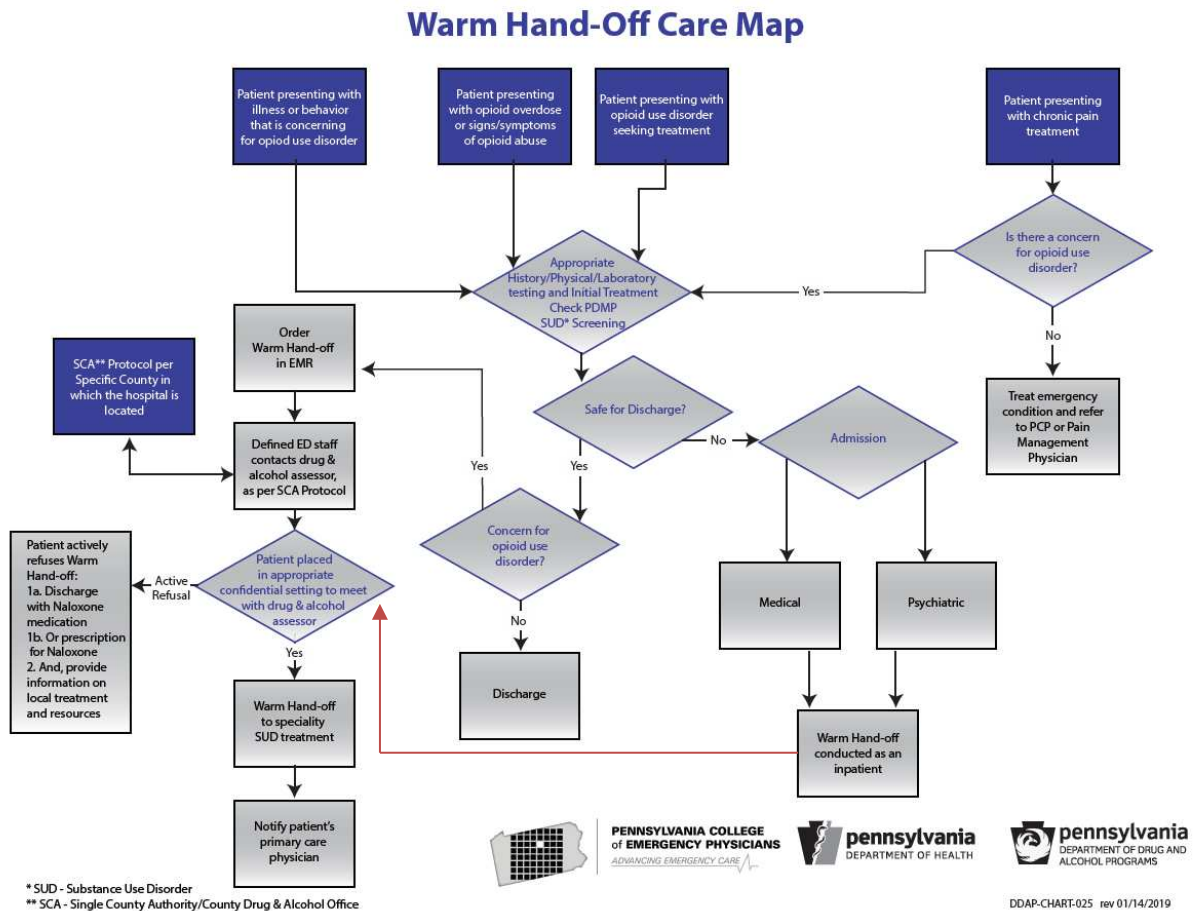 Warm Hand-Off Care Map
Patient presenting with
illness or behavior
that is concerning
for opiod use disorder
Patient presenting
with opioid overdose
or signs/symptoms
of opioid abuse
Patient presenting with
opioid use disorder
seeking treatment
Patient presenting
with chronic pain
treatment
Is there a concern
for opioid use
disorder?
Yes
No
Appropriate
History/Physical/Laboratory
testing and Initial Treatment
Check PDMP
SUD* Screening
Treat emergency
condition and refer
to PCP or Pain
Management
Physician
Safe for Discharge?
No
Yes
Admission
Medical
Psychiatric
Warm Hand-off
conducted as an
inpatient
Concern for
opioid use
disorder?
Yes
No
Discharge
Order
Warm Hand-off
in EMR
SCA** Protocol per
Specific County in
which the hospital is
located
Defined ED staff
contacts drug &
alcohol assessor,
as per SCA Protocol
Patient placed
in appropriate
confidential setting to meet
with drug & alcohol
assessor
Active
Refusal
Patient actively
refuses Warm
Hand-off:
1a. Discharge
with Naloxone
medication
1b. Or prescription
for Naloxone
2. And, provide
information on
local treatment
and resources
Yes
Warm Hand-off
to speciality
SUD treatment
Notify patient's
primary care
physician
PENNSYLVANIA COLLEGE
of EMERGENCY PHYSICIANS
ADVANCING EMERGENCY CARE
pennsylvania
DEPARTMENT OF HEALTH
pennsylvania
DEPARTMENT OF DRUG AND
ALCOHOL PROGRAMS
* SUD - Substance Use Disorder
** SCA - Single County Authority/County Drug & Alcohol Office
DDAP-CHART-025 rev 01/14/2019